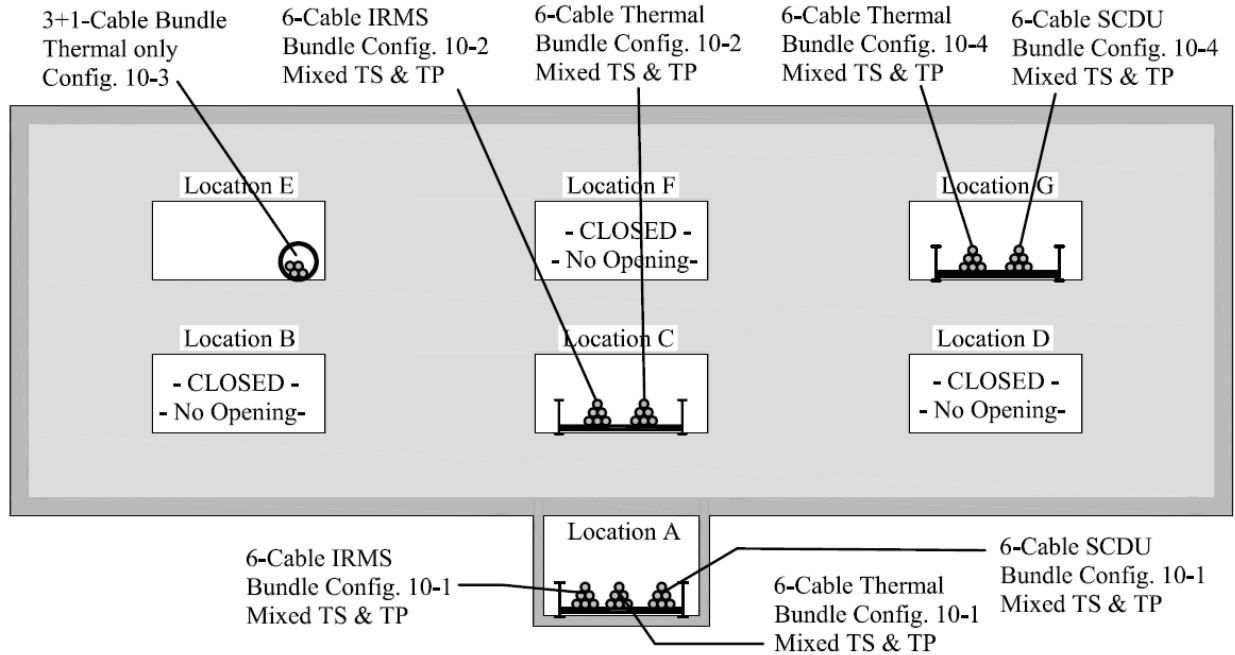 3+1-Cable Bundle
Thermal only
Config. 10-3
6-Cable IRMS
Bundle Config. 10-2
Mixed TS & TP
6-Cable Thermal
Bundle Config. 10-2
Mixed TS & TP
6-Cable Thermal
Bundle Config. 10-4
Mixed TS & TP
6-Cable SCDU
Bundle Config. 10-4
Mixed TS & TP
Location E
Location F
- CLOSED -
- No Opening-
Location G
Location B
- CLOSED -
- No Opening-
Location C
Location D
- CLOSED -
- No Opening-
Location A
6-Cable IRMS
Bundle Config. 10-1
Mixed TS & TP
6-Cable Thermal
Bundle Config. 10-1
Mixed TS & TP
6-Cable SCDU
Bundle Config. 10-1
Mixed TS & TP